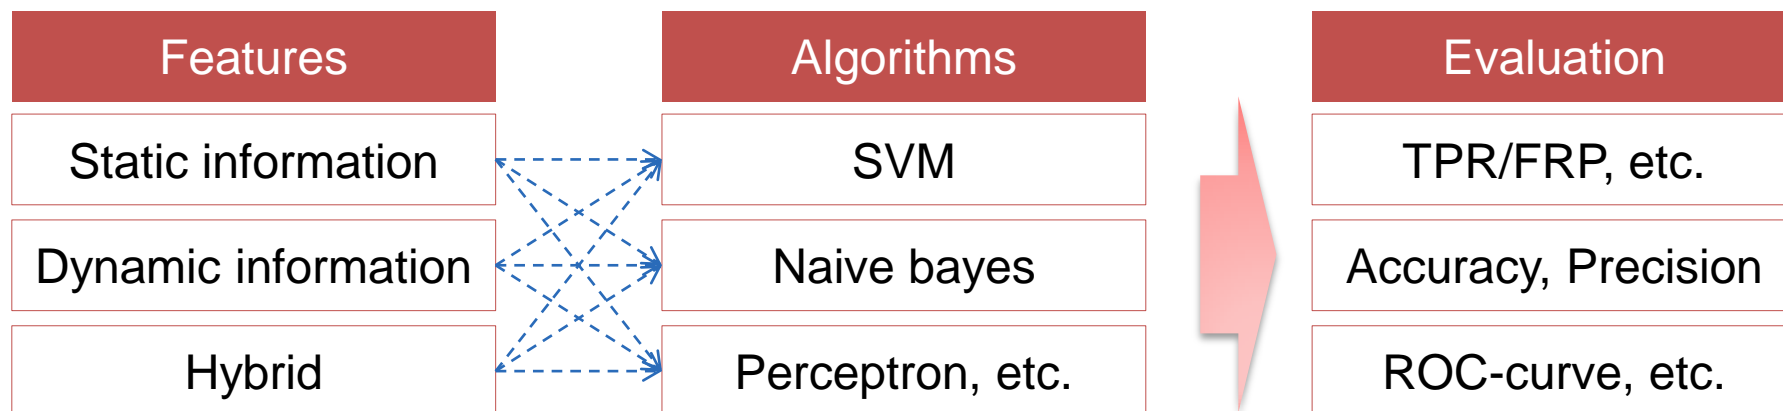 Features
Algorithms
Evaluation
Static information
SVM
TPR/FRP, etc.
Dynamic information
Naive bayes
Accuracy, Precision
Hybrid
Perceptron, etc.
ROC-curve, etc.